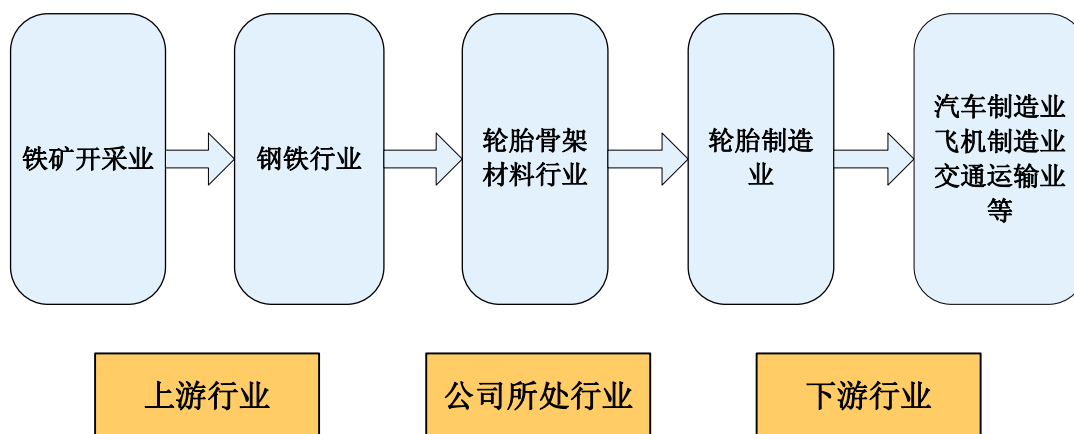 铁矿开采业
钢铁行业
轮胎骨架
材料行业
轮胎制造
业
汽车制造业
飞机制造业
交通运输业
等
上游行业
公司所处行业
下游行业